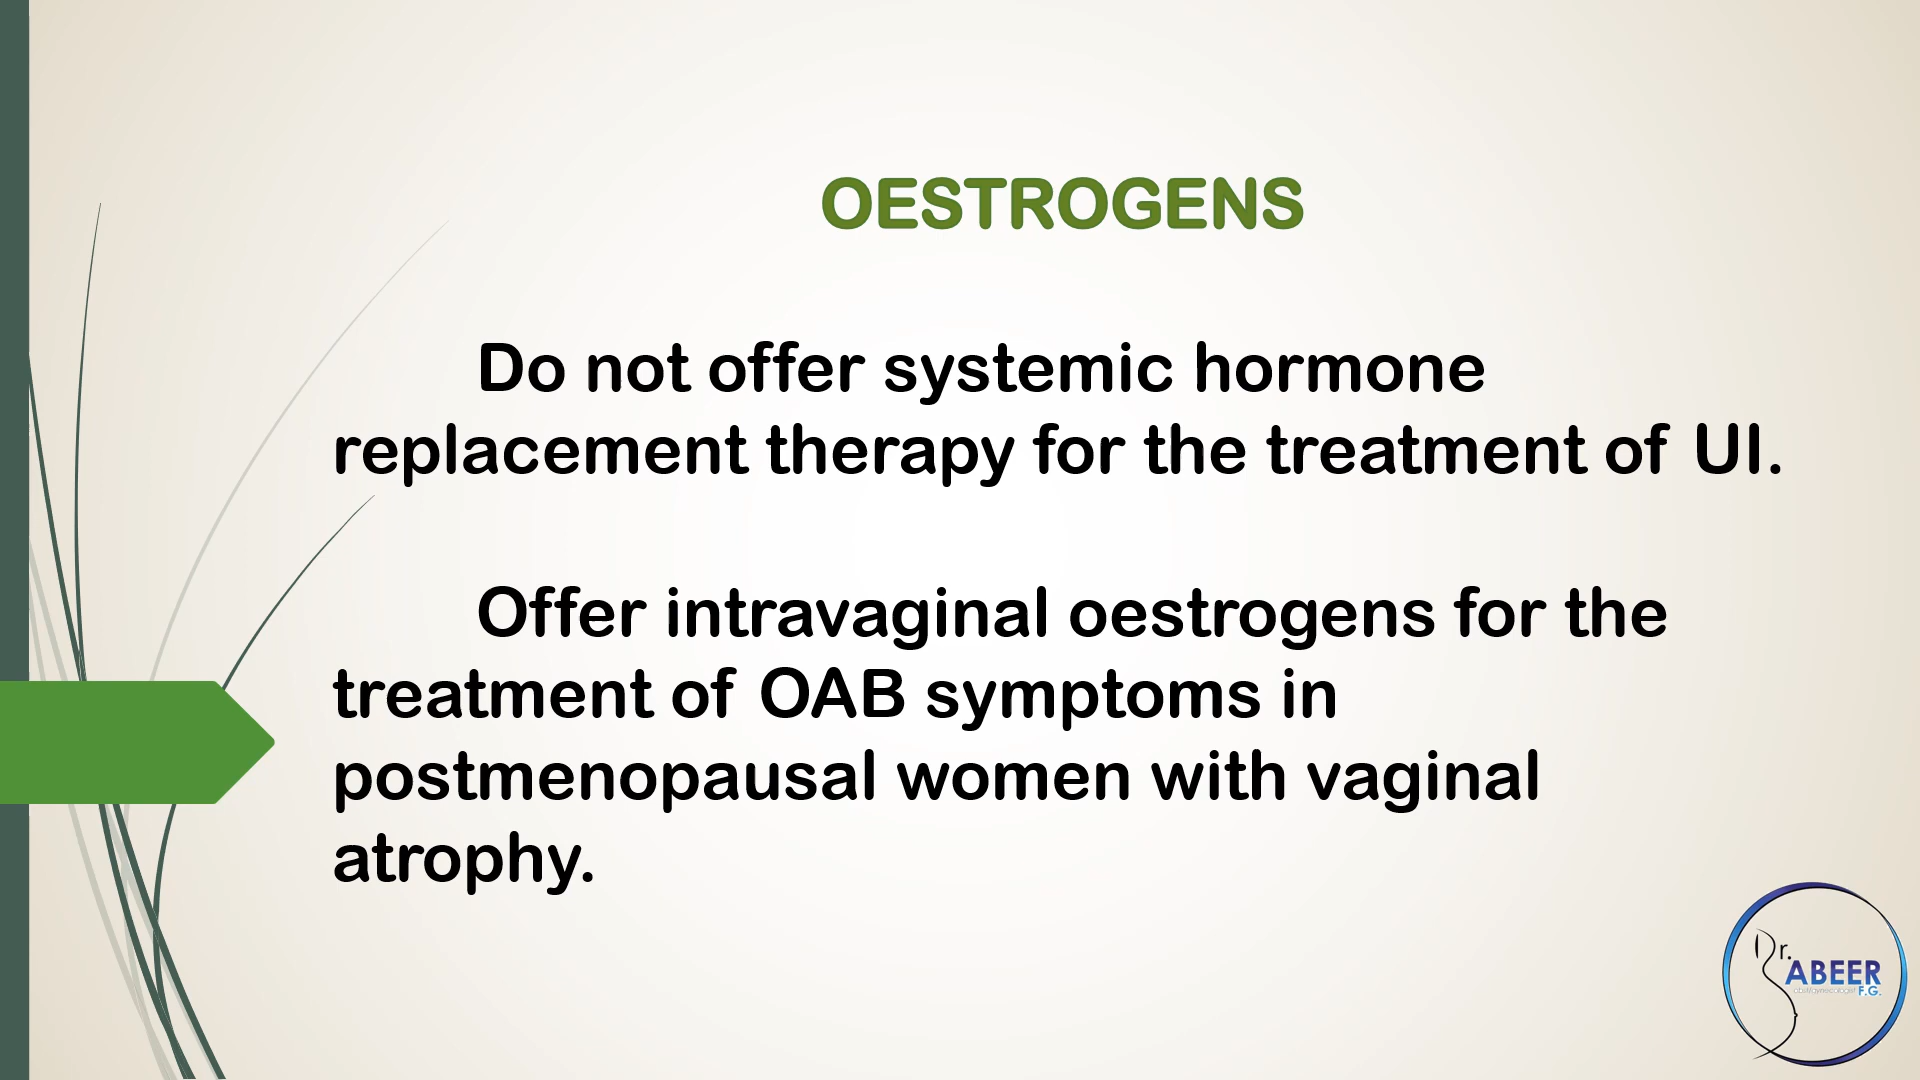 OESTROGENS
Do not offer systemic hormone
replacement therapy for the treatment of UI.
Offer intravaginal oestrogens for the
treatment of OAB symptoms in
postmenopausal women with vaginal
atrophy.
Dr.
ABEER
F.G.